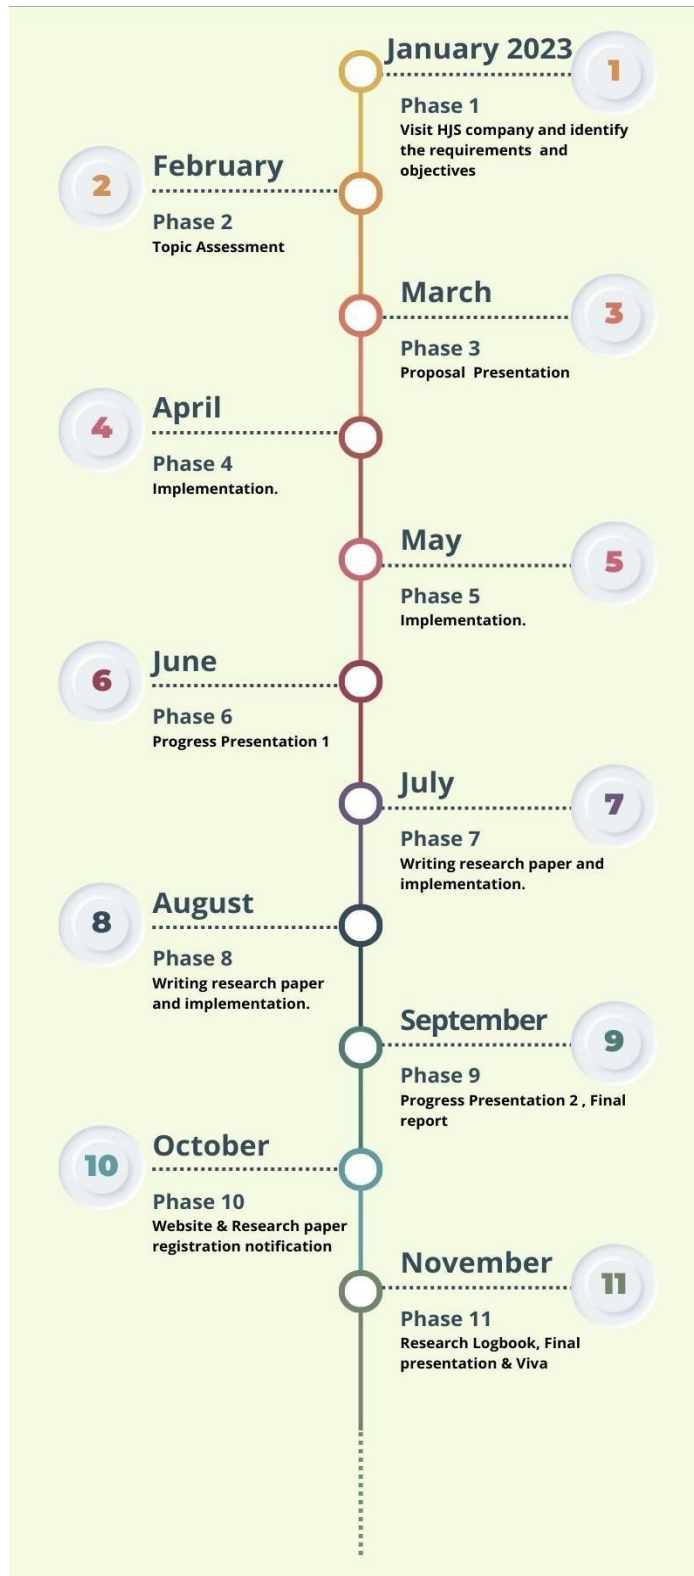 January 2023
1
Phase 1
Visit HJS company and identify
the requirements and
objectives
February
2
Phase 2
Topic Assessment
March
3
Phase 3
Proposal Presentation
April
4
Phase 4
Implementation.
May
5
Phase 5
Implementation.
June
6
Phase 6
Progress Presentation 1
July
7
Phase 7
Writing research paper and
implementation.
August
8
Phase 8
Writing research paper
and implementation.
September
9
Phase 9
Progress Presentation 2 , Final
report
October
10
Phase 10
Website & Research paper
registration notification
November
11
Phase 11
Research Logbook, Final
presentation & Viva